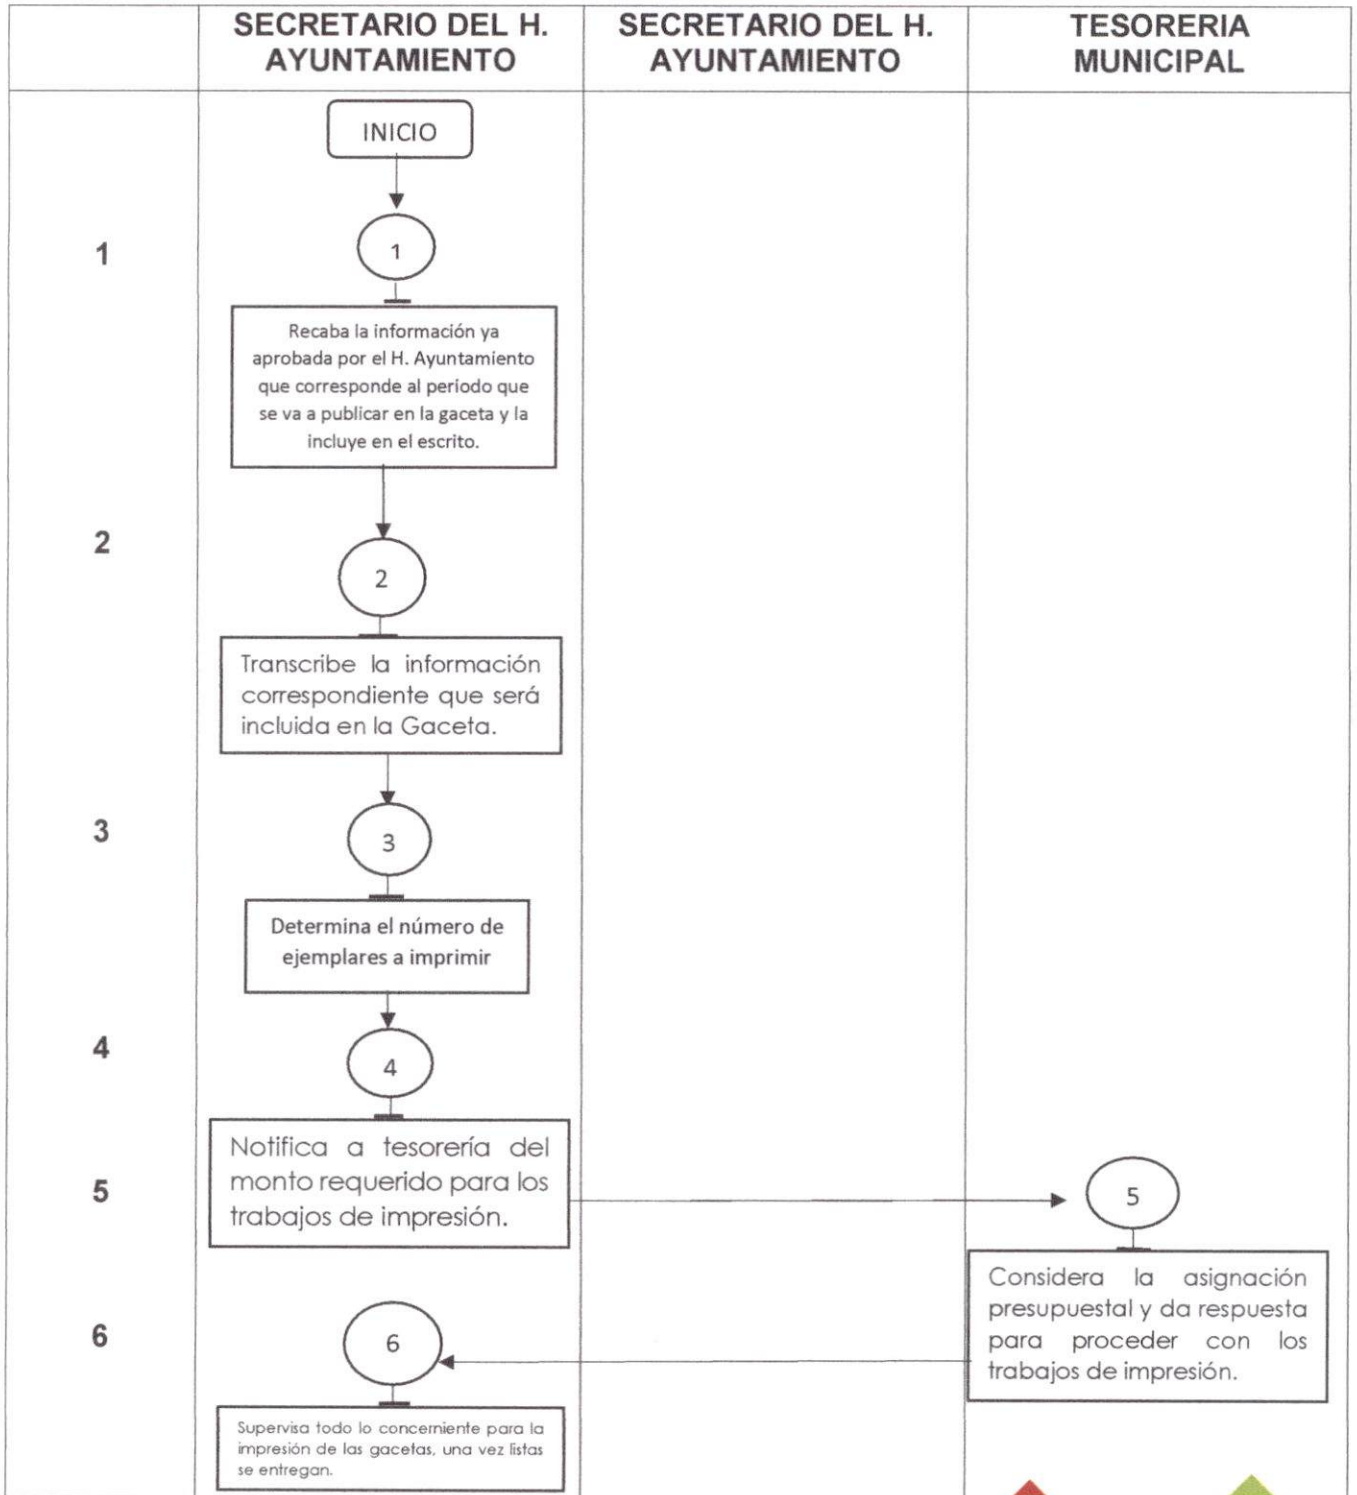 SECRETARIO DEL H.
AYUNTAMIENTO
SECRETARIO DEL H.
AYUNTAMIENTO
TESORERIA
MUNICIPAL
INICIO
1
1
Recaba la información ya
aprobada por el H. Ayuntamiento
que corresponde al período que
se va a publicar en la gaceta y la
incluye en el escrito.
2
2
Transcribe la información
correspondiente que será
incluida en la Gaceta.
3
3
Determina el número de
ejemplares a imprimir
4
4
Notifica a tesorería del
monto requerido para los
trabajos de impresión.
5
5
Considera la asignación
presupuestal y da respuesta
para proceder con los
trabajos de impresión.
6
6
Supervisa todo lo concerniente para la
impresión de las gacetas, una vez listas
se entregan.